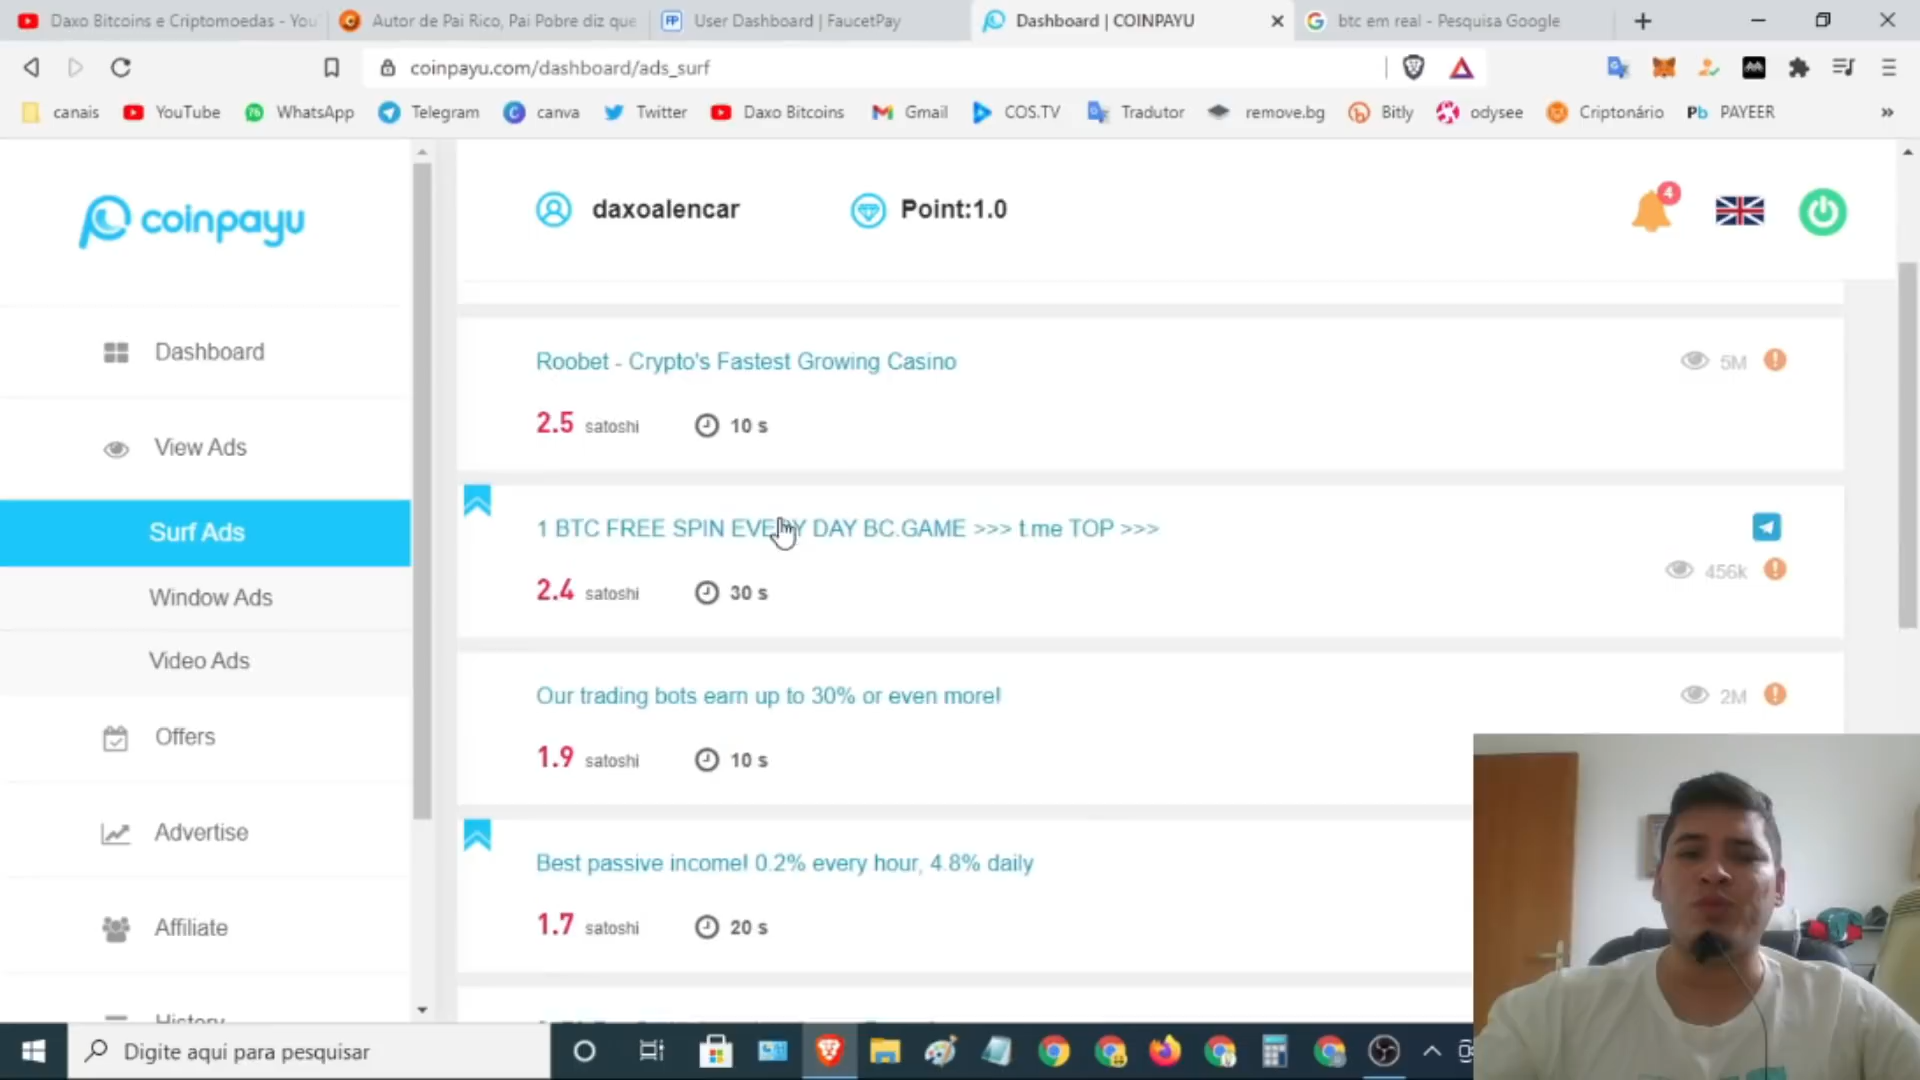 Daxo Bitcoins e Criptomoedas - You
Autor de Pai Rico, Pai Pobre diz que
FP
User Dashboard | FaucetPay
Dashboard | COINPAYU
btc em real - Pesquisa Google
coinpayu.com/dashboard/ads_surf
canais
YouTube
WhatsApp
Telegram
canva
Twitter
Daxo Bitcoins
Gmail
COS.TV
Tradutor
remove.bg
Bitly
odysee
Criptonário
Pb PAYEER
»
coinpayu
daxoalencar
Point:1.0
4
Dashboard
View Ads
Surf Ads
Window Ads
Video Ads
Offers
Advertise
Affiliate
History
Roobet - Crypto's Fastest Growing Casino
5M
2.5 satoshi
10 s
1 BTC FREE SPIN EVERY DAY BC.GAME >>> t.me TOP >>>
456k
2.4 satoshi
30 s
Our trading bots earn up to 30% or even more!
2M
1.9 satoshi
10 s
Best passive income! 0.2% every hour, 4.8% daily
1.7 satoshi
20 s
Digite aqui para pesquisar